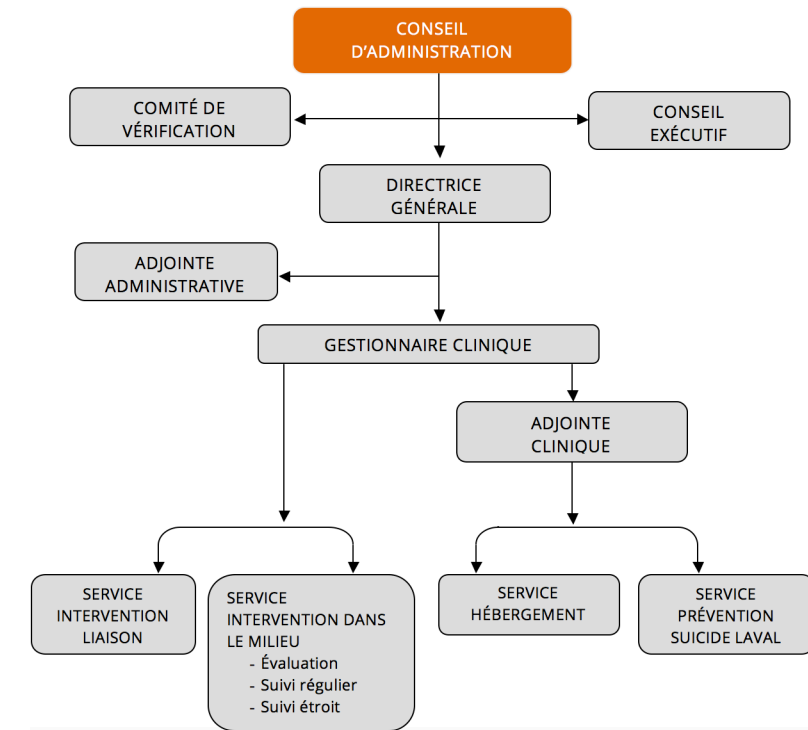 CONSEIL
D'ADMINISTRATION
COMITÉ DE
VÉRIFICATION
CONSEIL
EXÉCUTIF
DIRECTRICE
GÉNÉRALE
ADJOINTE
ADMINISTRATIVE
GESTIONNAIRE CLINIQUE
ADJOINTE
CLINIQUE
SERVICE
INTERVENTION
LIAISON
SERVICE
INTERVENTION DANS
LE MILIEU
- Évaluation
- Suivi régulier
- Suivi étroit
SERVICE
HÉBERGEMENT
SERVICE
PRÉVENTION
SUICIDE LAVAL